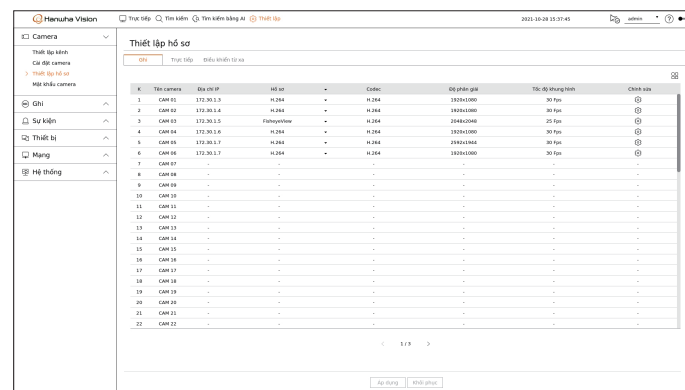 Hanwha Vision Trực tiếp Tìm kiếm Tìm kiếm bằng AI Thiết lập 2021-10-28 15:37:45 admin
Camera
Thiết lập kênh
Cài đặt camera
Thiết lập hồ sơ
Mật khẩu camera
Ghi
Sự kiện
Thiết bị
Mạng
Hệ thống
Thiết lập hồ sơ
Ghi Trực tiếp Điều khiển từ xa
K Tên camera Địa chỉ IP Hồ sơ Codec Độ phân giải Tốc độ khung hình Chỉnh sửa
1 CAM 01 172.30.1.3 H.264 H.264 1920x1080 30 Fps
2 CAM 02 172.30.1.4 H.264 H.264 1920x1080 30 Fps
3 CAM 03 172.30.1.5 FisheyeView H.264 2048x2048 25 Fps
4 CAM 04 172.30.1.6 H.264 H.264 1920x1080 30 Fps
5 CAM 05 172.30.1.7 H.264 H.264 2592x1944 30 Fps
6 CAM 06 172.30.1.7 H.264 H.264 1920x1080 30 Fps
7 CAM 07 - - - - - -
8 CAM 08 - - - - - -
9 CAM 09 - - - - - -
10 CAM 10 - - - - - -
11 CAM 11 - - - - - -
12 CAM 12 - - - - - -
13 CAM 13 - - - - - -
14 CAM 14 - - - - - -
15 CAM 15 - - - - - -
16 CAM 16 - - - - - -
17 CAM 17 - - - - - -
18 CAM 18 - - - - - -
19 CAM 19 - - - - - -
20 CAM 20 - - - - - -
21 CAM 21 - - - - - -
22 CAM 22 - - - - - -
< 1 / 3 >
Áp dụng Khôi phục